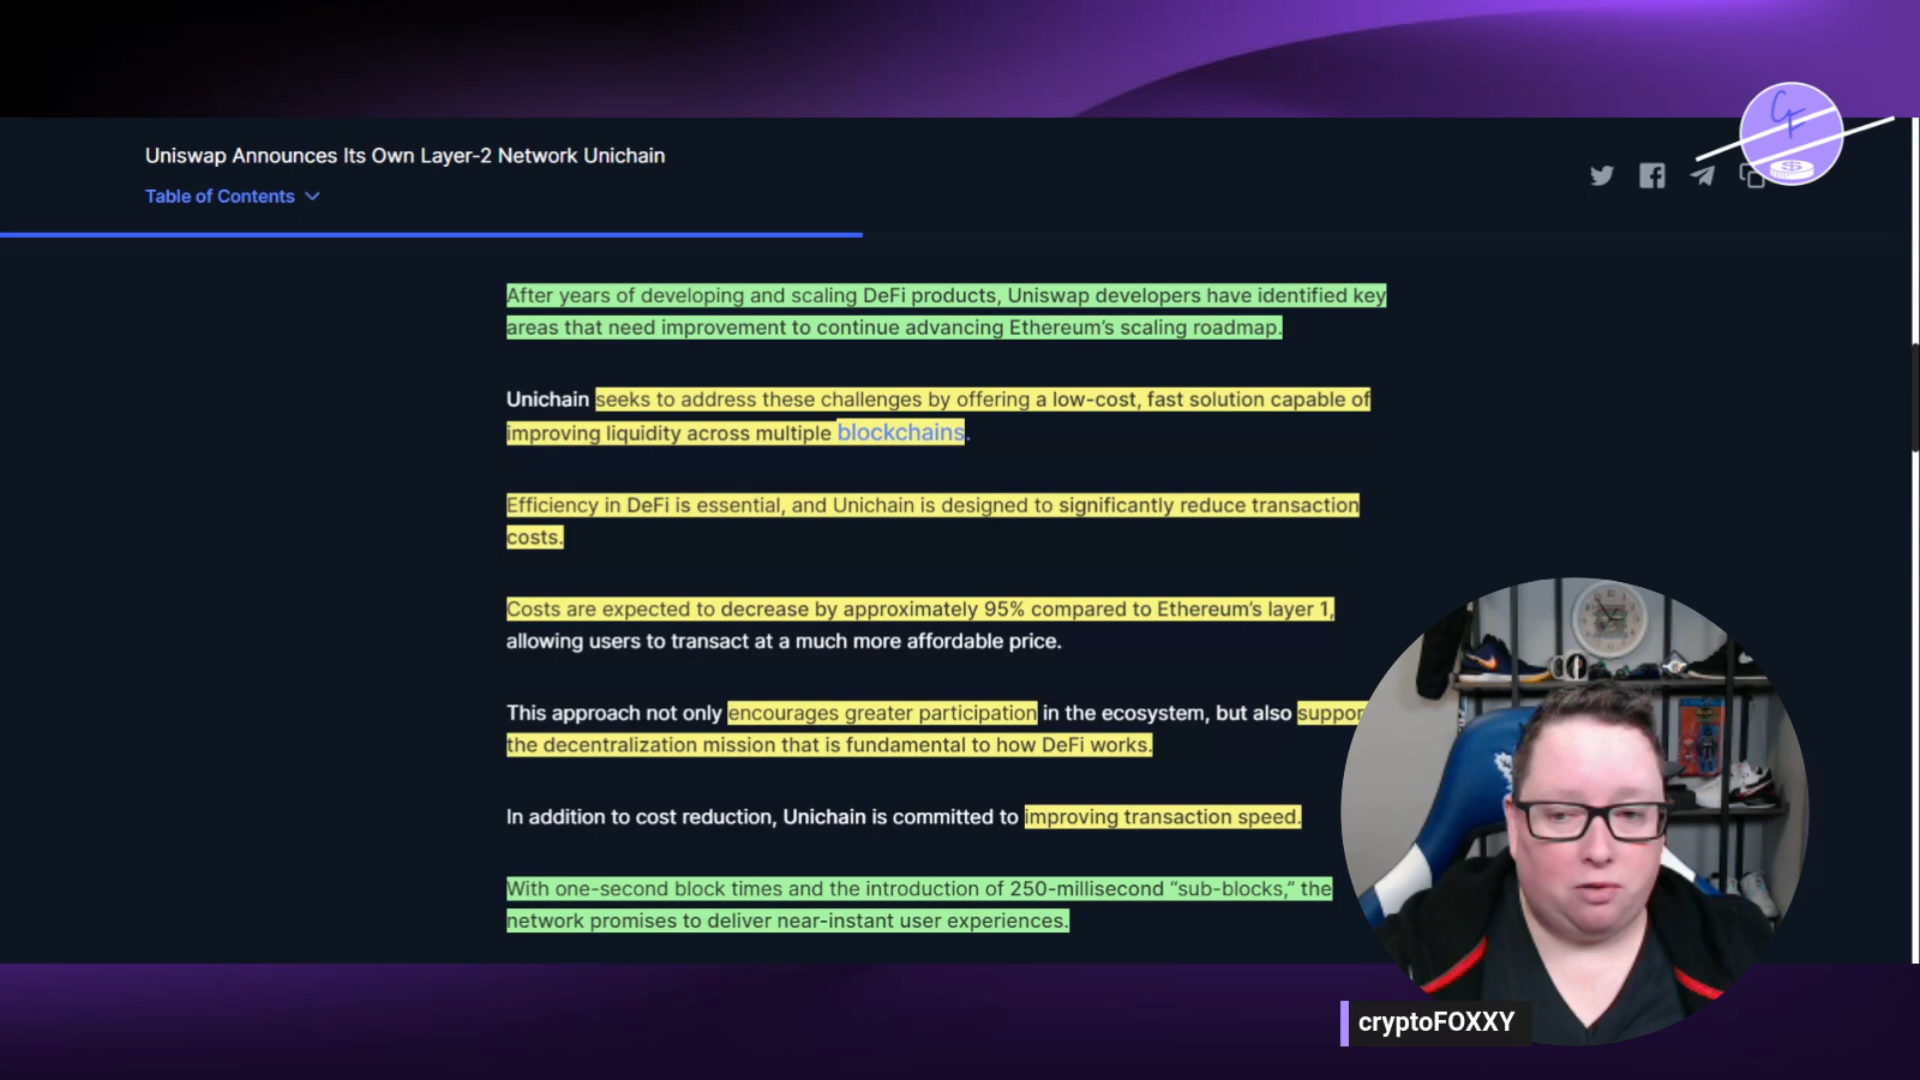 Uniswap Announces Its Own Layer-2 Network Unichain
Table of Contents
CF
After years of developing and scaling DeFi products, Uniswap developers have identified key
areas that need improvement to continue advancing Ethereum's scaling roadmap.
Unichain seeks to address these challenges by offering a low-cost, fast solution capable of
improving liquidity across multiple blockchains.
Efficiency in DeFi is essential, and Unichain is designed to significantly reduce transaction
costs.
Costs are expected to decrease by approximately 95% compared to Ethereum's layer 1,
allowing users to transact at a much more affordable price.
This approach not only encourages greater participation in the ecosystem, but also suppor
the decentralization mission that is fundamental to how DeFi works.
In addition to cost reduction, Unichain is committed to improving transaction speed.
With one-second block times and the introduction of 250-millisecond “sub-blocks,” the
network promises to deliver near-instant user experiences.
cryptoFOXXY